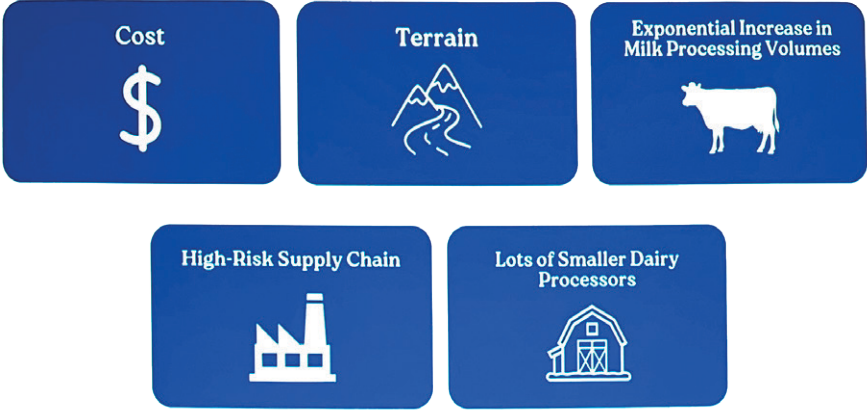 Cost
Terrain
Exponential Increase in
Milk Processing Volumes
High-Risk Supply Chain
Lots of Smaller Dairy
Processors